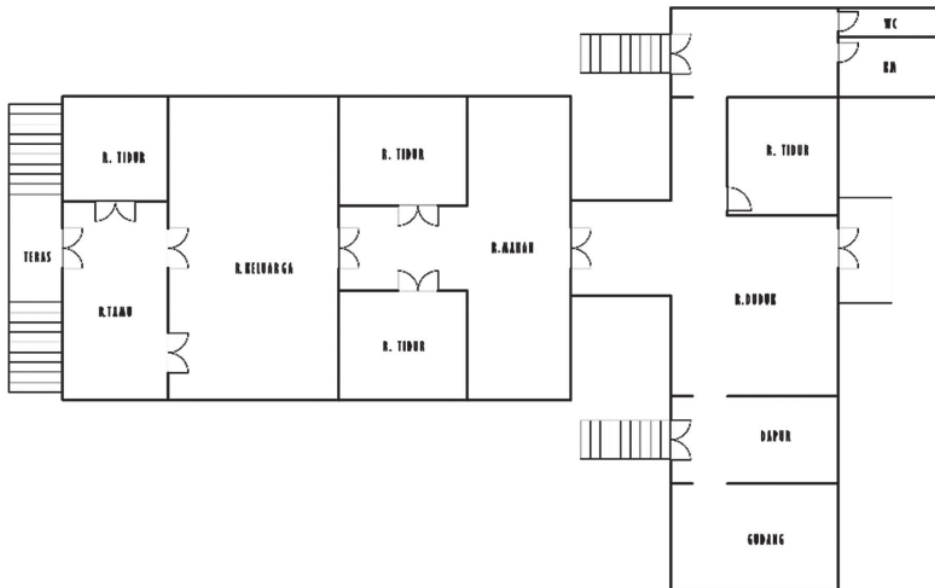 WC
KM
R. TIDUR
R. TIDUR
R. TIDUR
TERAS
R.KELUARGA
R.MAKAN
R.TAMU
R.DUDUK
R. TIDUR
DAPUR
GUDANG